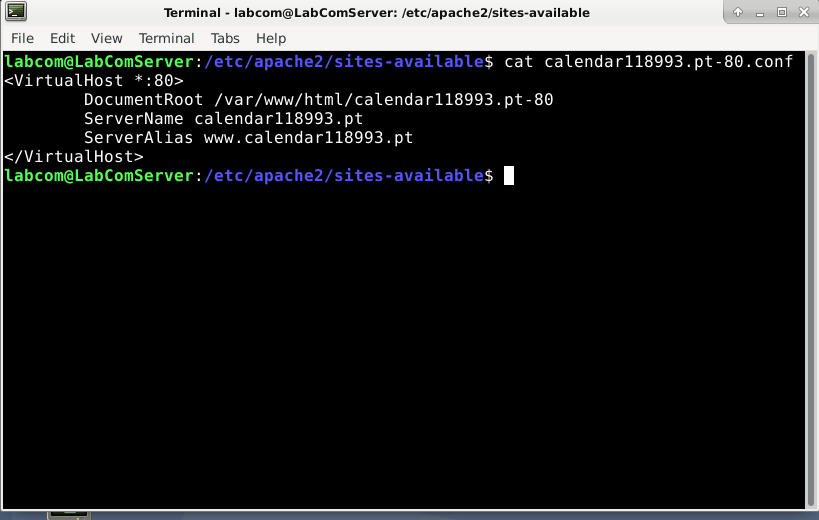 Terminal - labcom@LabComServer: /etc/apache2/sites-available
File Edit View Terminal Tabs Help
labcom@LabComServer:/etc/apache2/sites-available$ cat calendar118993.pt-80.conf
<VirtualHost *:80>
        DocumentRoot /var/www/html/calendar118993.pt-80
        ServerName calendar118993.pt
        ServerAlias www.calendar118993.pt
</VirtualHost>
labcom@LabComServer:/etc/apache2/sites-available$